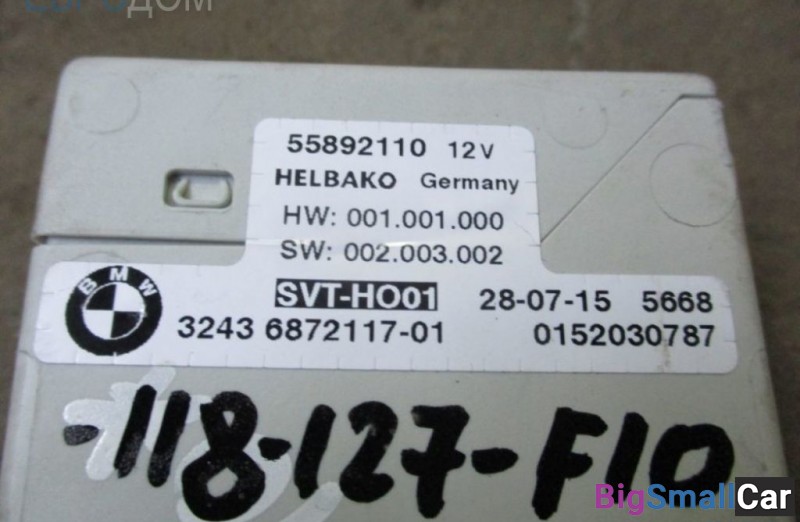 ЕВРОДОМ
55892110 12V
HELBAKO Germany
HW: 001.001.000
SW: 002.003.002
BMW
SVT-HO01 28-07-15 5668
3243 6872117-01 0152030787
-118-127-F10
BigSmallCar